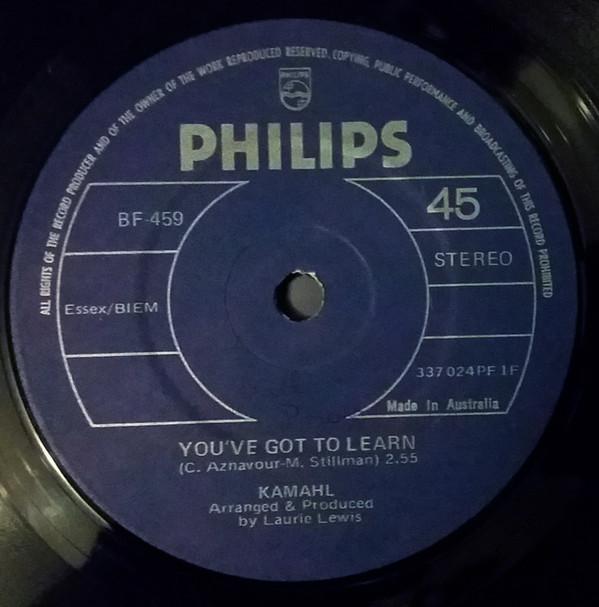 ALL RIGHTS OF THE RECORD PRODUCER AND OF THE OWNER OF THE WORK REPRODUCED RESERVED. COPYING, PUBLIC PERFORMANCE AND BROADCASTING OF THIS RECORD PROHIBITED
PHILIPS
PHILIPS
BF-459
45
STEREO
Essex/BIEM
337024PF 1F
Made In Australia
YOU'VE GOT TO LEARN
(C. Aznavour-M. Stillman) 2.55
KAMAHL
Arranged & Produced
by Laurie Lewis